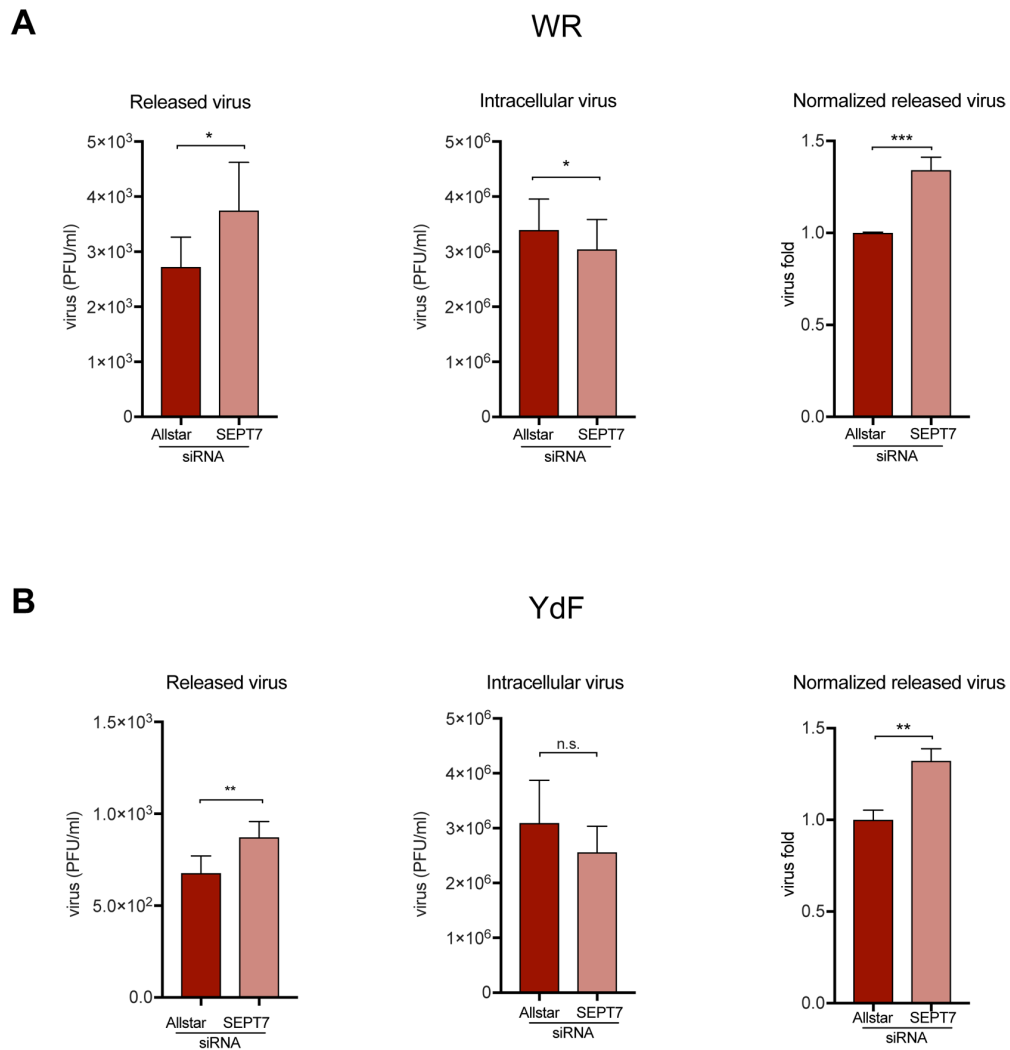 A
WR
Released virus
virus (PFU/ml)
5×10³
4×10³
3×10³
2×10³
1×10³
0
*
Allstar SEPT7
siRNA
Intracellular virus
virus (PFU/ml)
5×10⁶
4×10⁶
3×10⁶
2×10⁶
1×10⁶
0
*
Allstar SEPT7
siRNA
Normalized released virus
virus fold
1.5
1.0
0.5
0.0
***
Allstar SEPT7
siRNA
B
YdF
Released virus
virus (PFU/ml)
1.5×10³
1.0×10³
5.0×10²
0.0
**
Allstar SEPT7
siRNA
Intracellular virus
virus (PFU/ml)
5×10⁶
4×10⁶
3×10⁶
2×10⁶
1×10⁶
0
n.s.
Allstar SEPT7
siRNA
Normalized released virus
virus fold
1.5
1.0
0.5
0.0
**
Allstar SEPT7
siRNA